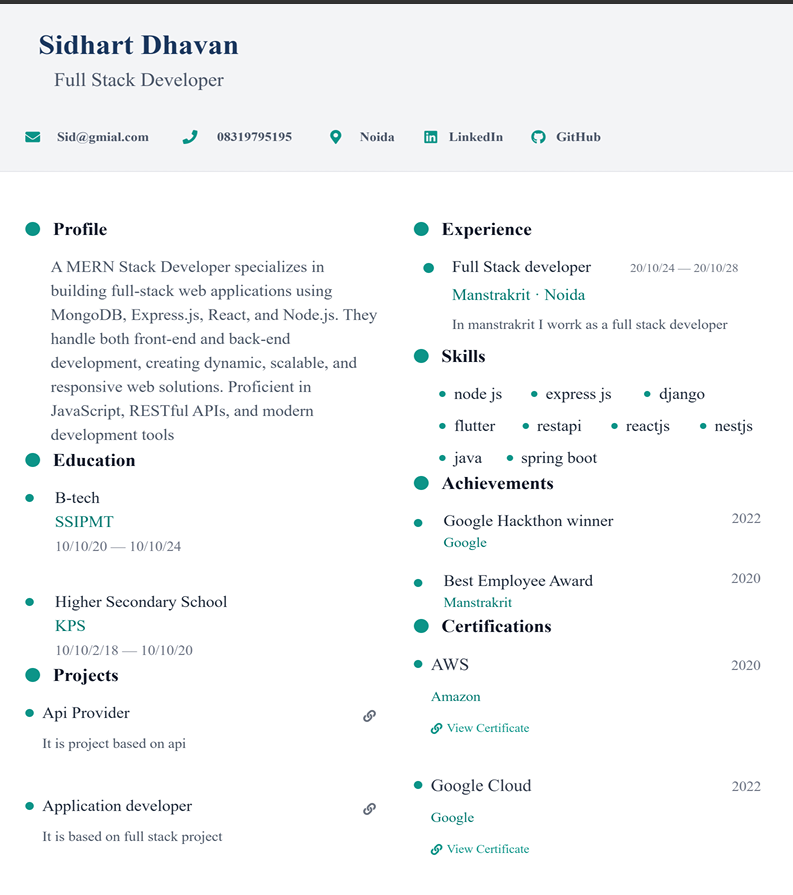 Sidhart Dhavan
Full Stack Developer
Sid@gmial.com 08319795195 Noida LinkedIn GitHub
Profile
A MERN Stack Developer specializes in
building full-stack web applications using
MongoDB, Express.js, React, and Node.js. They
handle both front-end and back-end
development, creating dynamic, scalable, and
responsive web solutions. Proficient in
JavaScript, RESTful APIs, and modern
development tools
Education
B-tech
SSIPMT
10/10/20 — 10/10/24
Higher Secondary School
KPS
10/10/2/18 — 10/10/20
Projects
Api Provider
It is project based on api
Application developer
It is based on full stack project
Experience
Full Stack developer 20/10/24 — 20/10/28
Manstrakrit · Noida
In manstrakrit I worrk as a full stack developer
Skills
node js express js django
flutter restapi reactjs nestjs
java spring boot
Achievements
Google Hackthon winner 2022
Google
Best Employee Award 2020
Manstrakrit
Certifications
AWS 2020
Amazon
View Certificate
Google Cloud 2022
Google
View Certificate